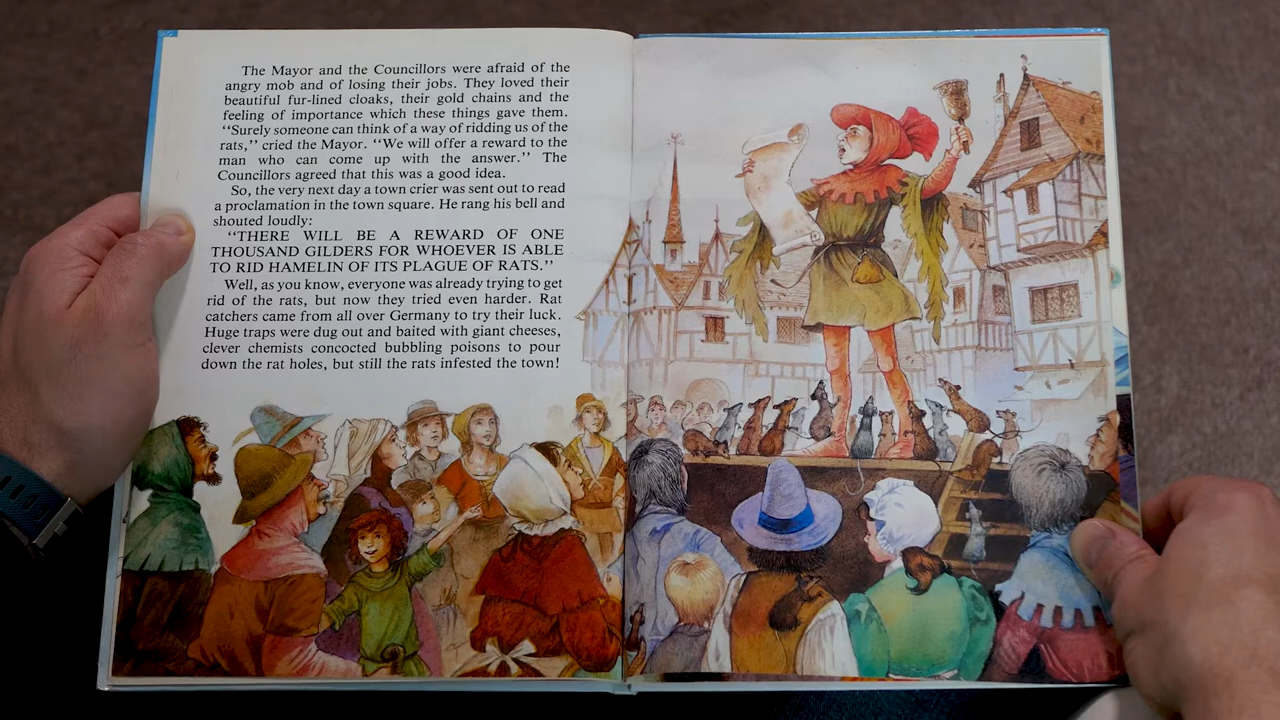 The Mayor and the Councillors were afraid of the
angry mob and of losing their jobs. They loved their
beautiful fur-lined cloaks, their gold chains and the
feeling of importance which these things gave them.
“Surely someone can think of a way of ridding us of the
rats,” cried the Mayor. “We will offer a reward to the
man who can come up with the answer.” The
Councillors agreed that this was a good idea.
So, the very next day a town crier was sent out to read
a proclamation in the town square. He rang his bell and
shouted loudly:
“THERE WILL BE A REWARD OF ONE
THOUSAND GILDERS FOR WHOEVER IS ABLE
TO RID HAMELIN OF ITS PLAGUE OF RATS.”
Well, as you know, everyone was already trying to get
rid of the rats, but now they tried even harder. Rat
catchers came from all over Germany to try their luck.
Huge traps were dug out and baited with giant cheeses,
clever chemists concocted bubbling poisons to pour
down the rat holes, but still the rats infested the town!